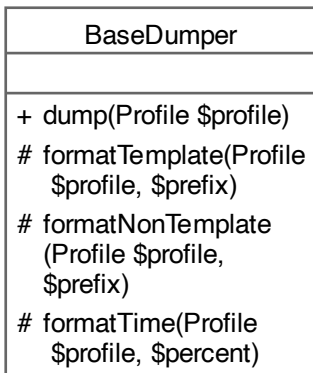 BaseDumper
+ dump(Profile $profile)
# formatTemplate(Profile
$profile, $prefix)
# formatNonTemplate
(Profile $profile,
$prefix)
# formatTime(Profile
$profile, $percent)